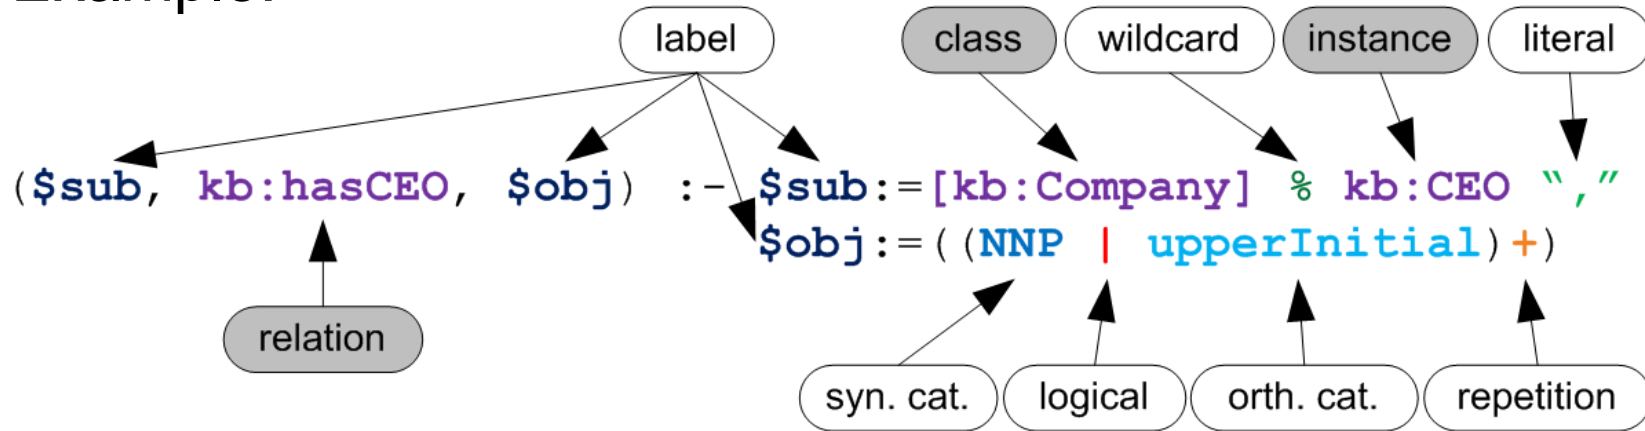 Example:
label class wildcard instance literal
($sub, kb:hasCEO, $obj) :- $sub:=[kb:Company] % kb:CEO “,”
$obj:=((NNP | upperInitial)+)
relation
syn. cat. logical orth. cat. repetition